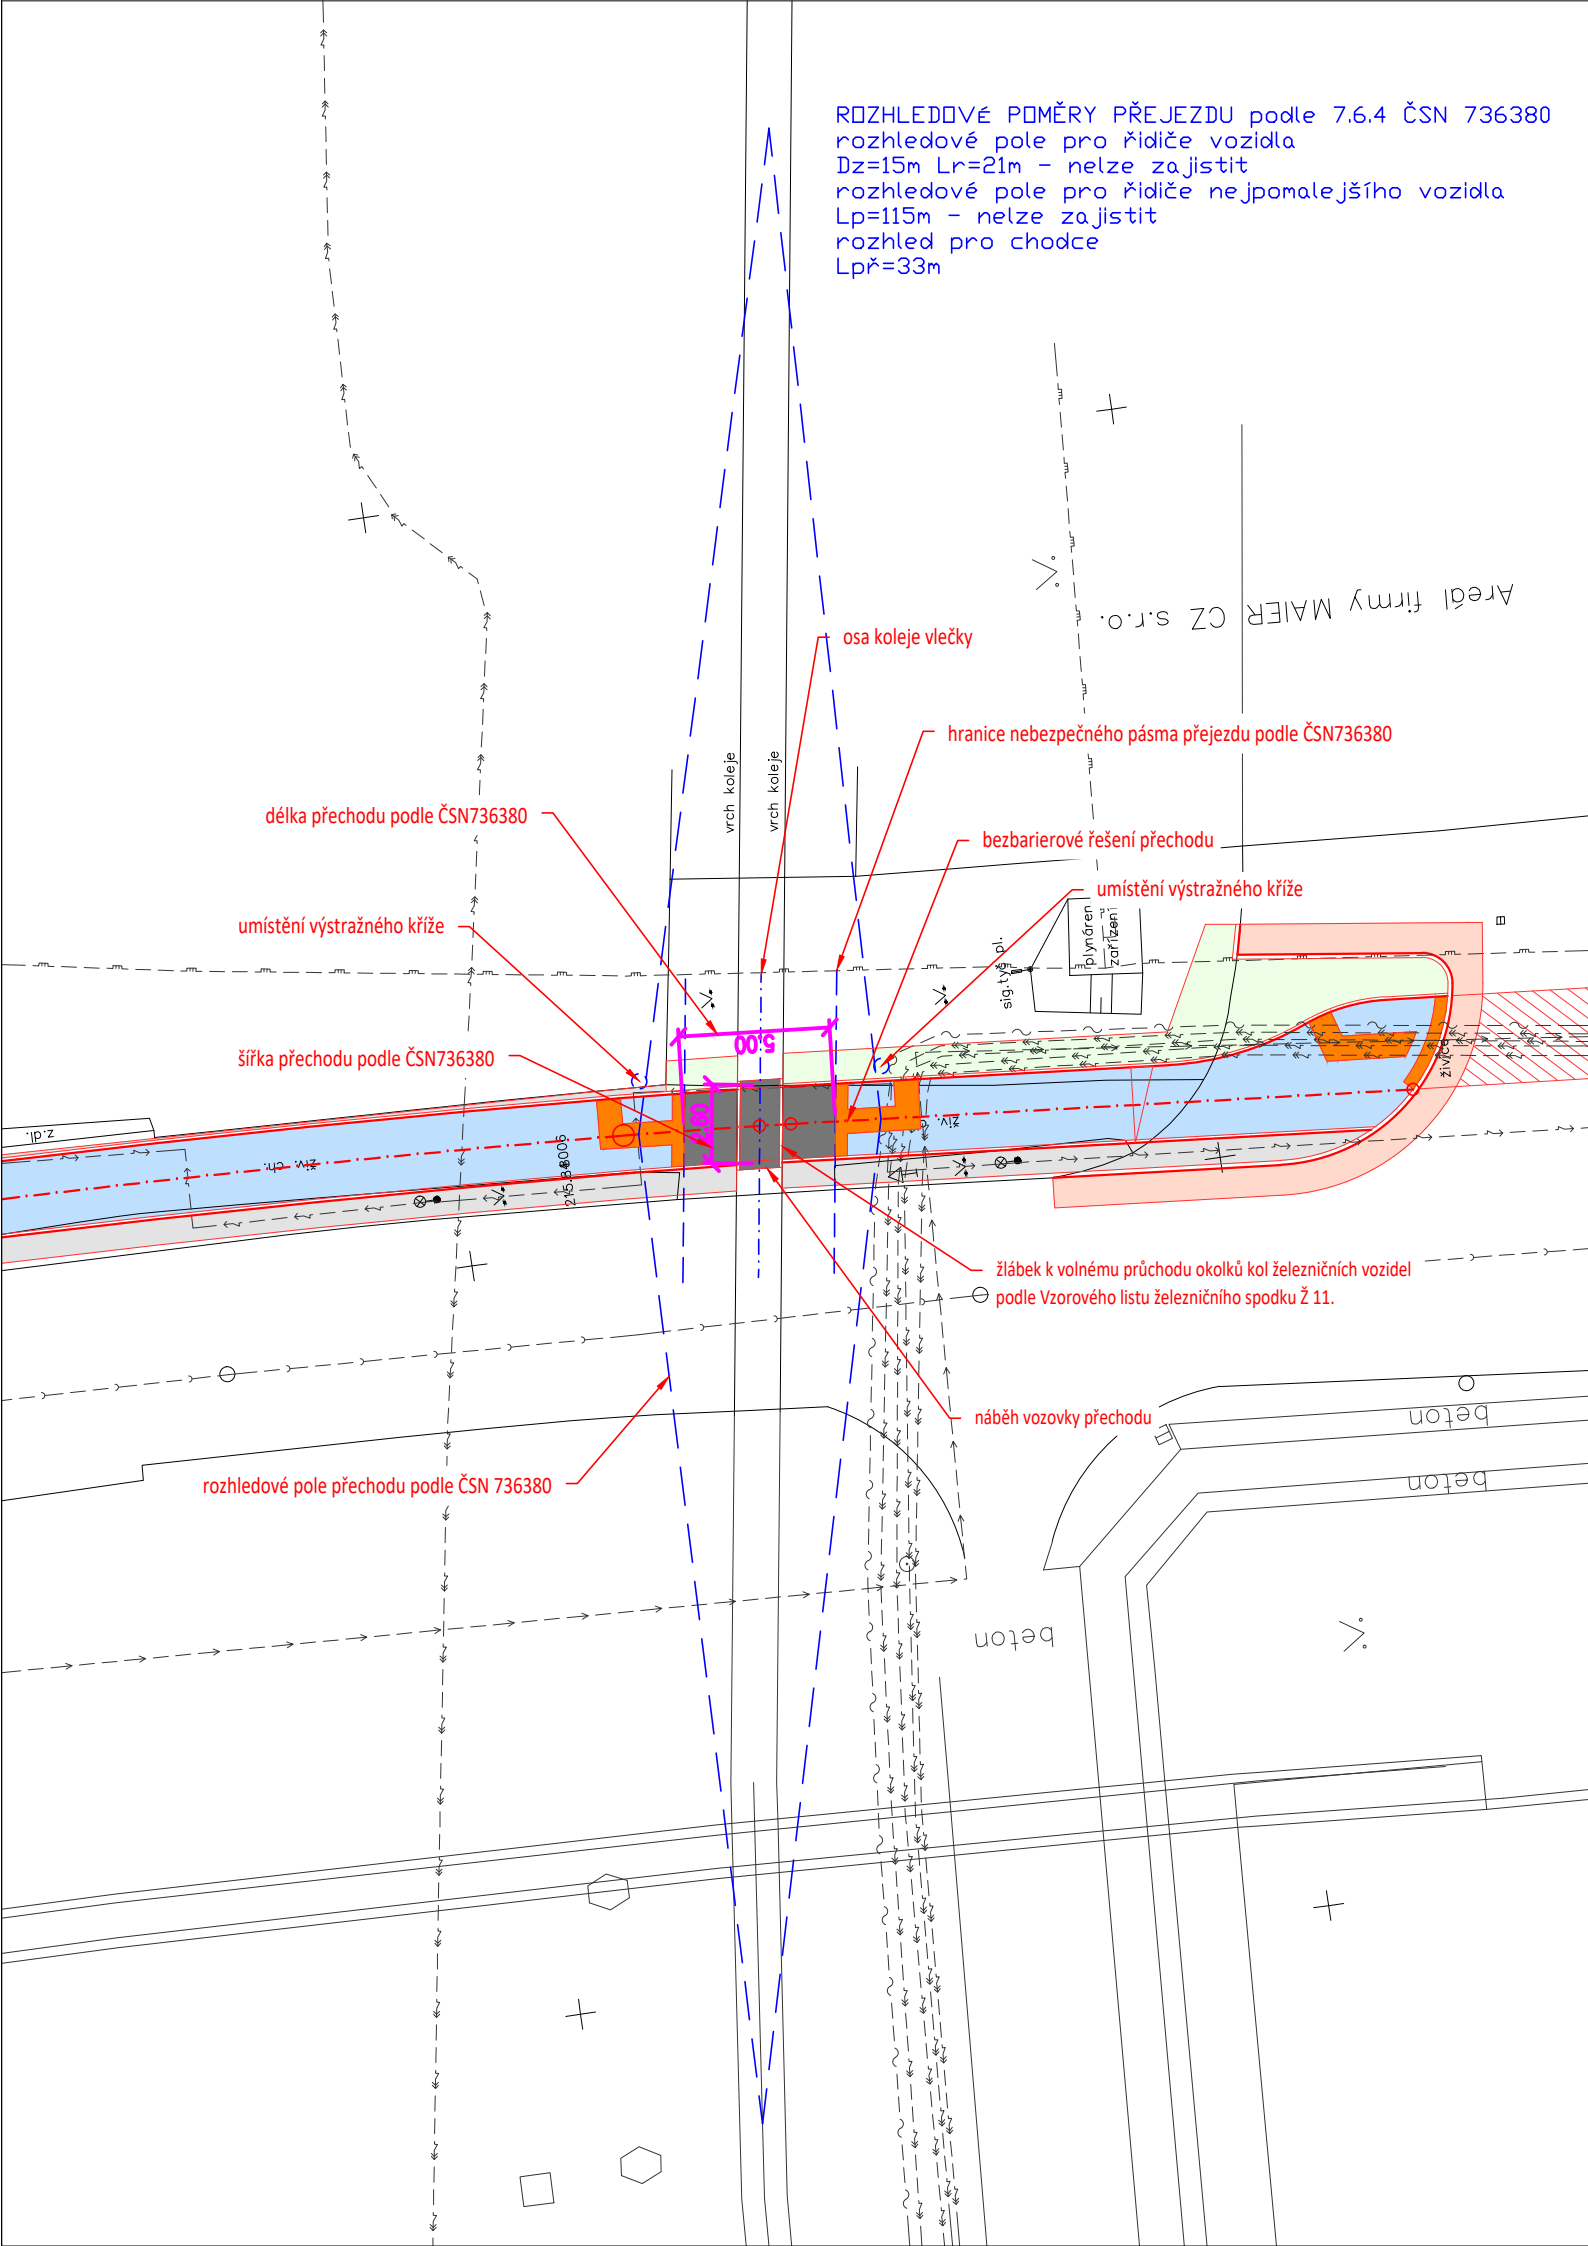 ROZHLEDOVÉ POMĚRY PŘEJEZDU podle 7.6.4 ČSN 736380
rozhledové pole pro řidiče vozidla
Dz=15m Lr=21m - nelze zajistit
rozhledové pole pro řidiče nejpomalejšího vozidla
Lp=115m - nelze zajistit
rozhled pro chodce
Lpř=33m
Areál firmy MAIER CZ s.r.o.
osa koleje vlečky
hranice nebezpečného pásma přejezdu podle ČSN736380
vrch koleje
vrch koleje
délka přechodu podle ČSN736380
bezbarierové řešení přechodu
umístění výstražného kříže
umístění výstražného kříže
plynáren
zařízení
sig.tyč pl.
5,00
šířka přechodu podle ČSN736380
živice
z.dl.
živ.
živ. ch.
žlábek k volnému průchodu okolků kol železničních vozidel
podle Vzorového listu železničního spodku Ž 11.
náběh vozovky přechodu
beton
beton
rozhledové pole přechodu podle ČSN 736380
beton